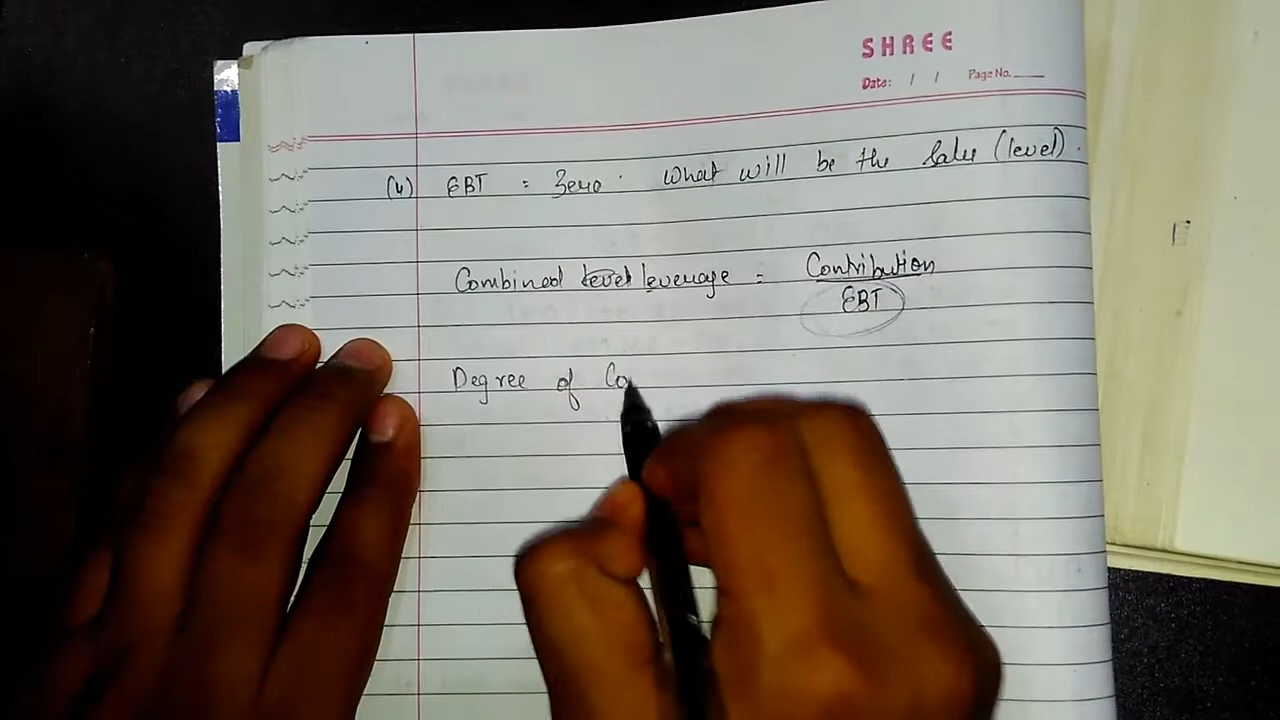 SHREE
Date: / / Page No.
(4) EBT = Zero. What will be the Sales (level).
Combined level leverage = Contribution
EBT
Degree of Co